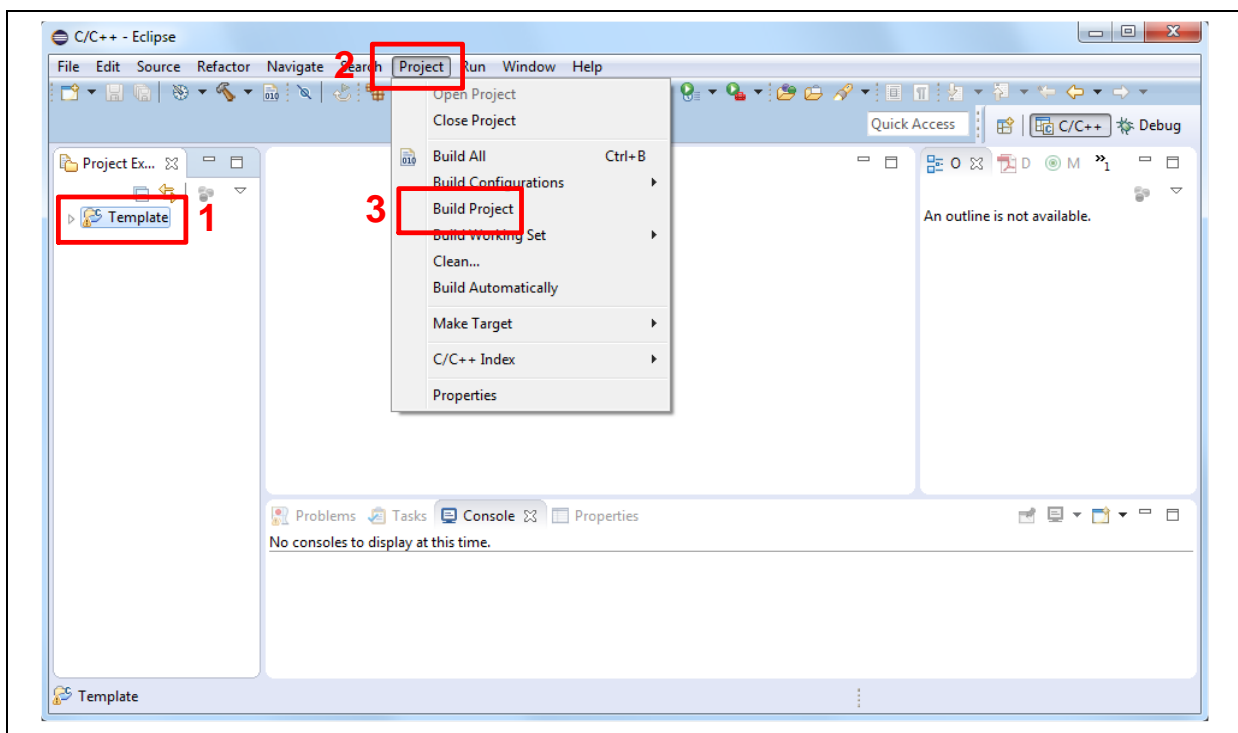 C/C++ - Eclipse
File Edit Source Refactor Navigate Search Project Run Window Help
2
Quick Access C/C++ Debug
Project Ex...
Template
1
Open Project
Close Project
Build All Ctrl+B
Build Configurations
3
Build Project
Build Working Set
Clean...
Build Automatically
Make Target
C/C++ Index
Properties
O D M »1
An outline is not available.
Problems Tasks Console Properties
No consoles to display at this time.
Template